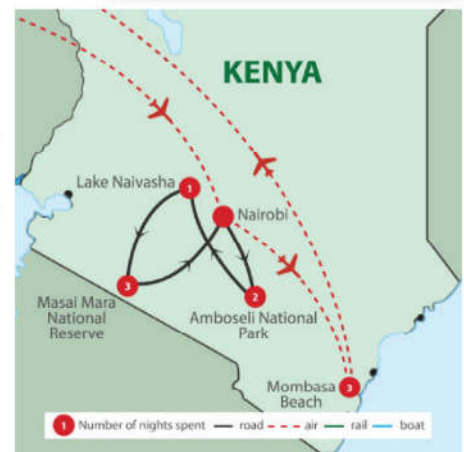 KENYA
Lake Naivasha
1
Nairobi
3
Masai Mara
National
Reserve
2
Amboseli National
Park
Mombasa
Beach
3
1 Number of nights spent road air rail boat